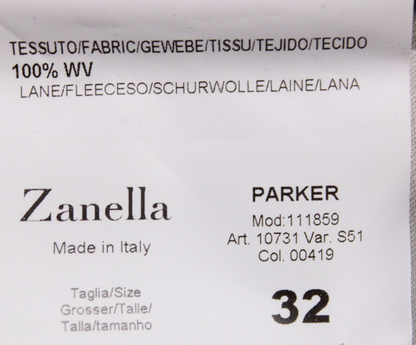 TESSUTO/FABRIC/GEWEBE/TISSU/TEJIDO/TECIDO
100% WV
LANE/FLEECESO/SCHURWOLLE/LAINE/LANA
Zanella
Made in Italy
PARKER
Mod:111859
Art. 10731 Var. S51
Col. 00419
Taglia/Size
Grosser/Talle/
Talla/tamanho
32